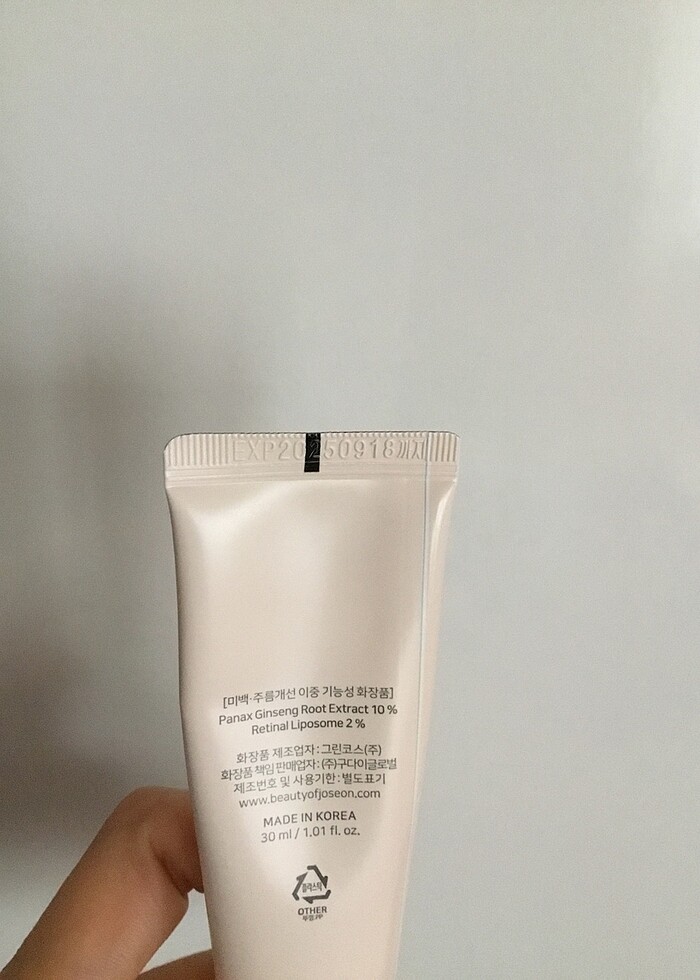 EXP20250918까지
[미백·주름개선 이중 기능성 화장품]
Panax Ginseng Root Extract 10 %
Retinal Liposome 2 %
화장품 제조업자 : 그린코스(주)
화장품 책임 판매업자 : (주)구다이글로벌
제조번호 및 사용기한 : 별도표기
www.beautyofjoseon.com
MADE IN KOREA
30 ml / 1.01 fl. oz.
플라스틱
OTHER